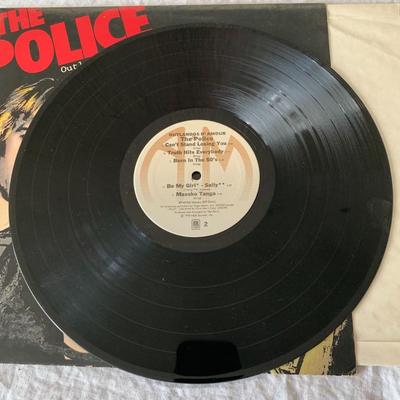 THE
POLICE
Outl
OUTLANDOS D'AMOUR
The Police
Can't Stand Losing You
Truth Hits Everybody
Born In The 50's
Be My Girl* - Sally**
Masoko Tanga
2